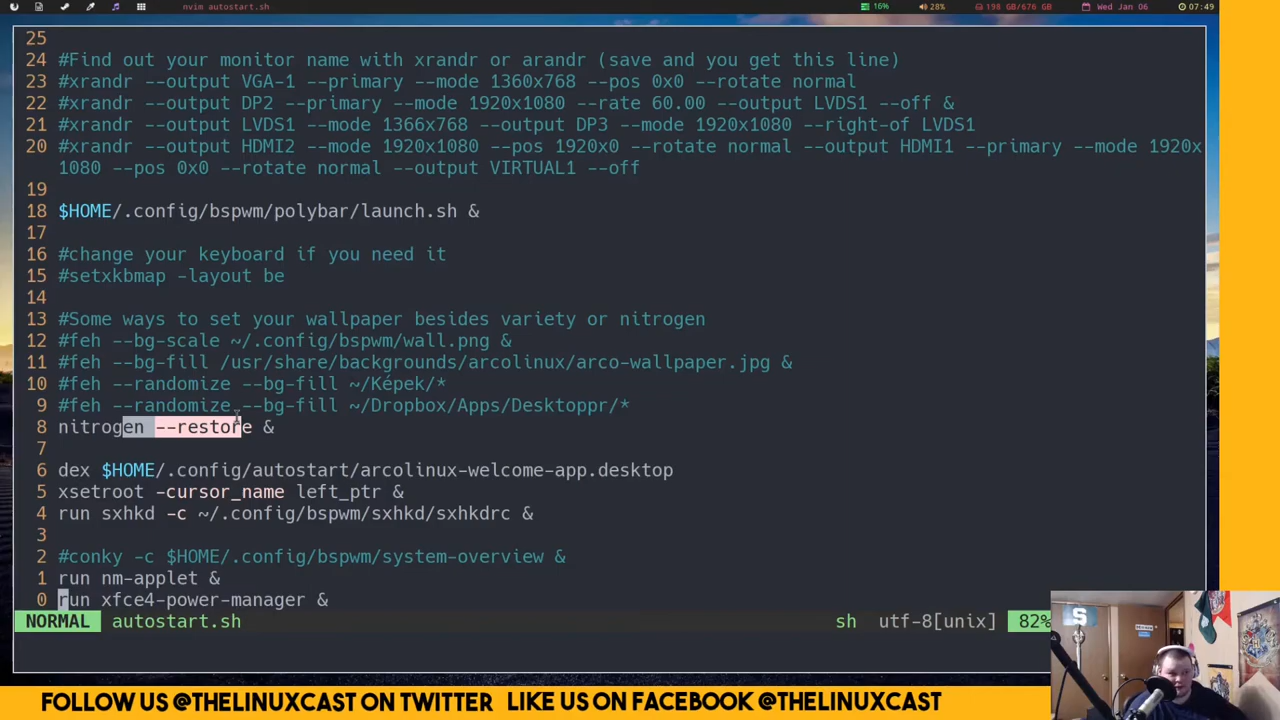 nvim autostart.sh 16% 28% 198 GB/676 GB Wed Jan 06 07:49
25
24 #Find out your monitor name with xrandr or arandr (save and you get this line)
23 #xrandr --output VGA-1 --primary --mode 1360x768 --pos 0x0 --rotate normal
22 #xrandr --output DP2 --primary --mode 1920x1080 --rate 60.00 --output LVDS1 --off &
21 #xrandr --output LVDS1 --mode 1366x768 --output DP3 --mode 1920x1080 --right-of LVDS1
20 #xrandr --output HDMI2 --mode 1920x1080 --pos 1920x0 --rotate normal --output HDMI1 --primary --mode 1920x
1080 --pos 0x0 --rotate normal --output VIRTUAL1 --off
19
18 $HOME/.config/bspwm/polybar/launch.sh &
17
16 #change your keyboard if you need it
15 #setxkbmap -layout be
14
13 #Some ways to set your wallpaper besides variety or nitrogen
12 #feh --bg-scale ~/.config/bspwm/wall.png &
11 #feh --bg-fill /usr/share/backgrounds/arcolinux/arco-wallpaper.jpg &
10 #feh --randomize --bg-fill ~/Képek/*
9 #feh --randomize --bg-fill ~/Dropbox/Apps/Desktoppr/*
8 nitrogen --restore &
7
6 dex $HOME/.config/autostart/arcolinux-welcome-app.desktop
5 xsetroot -cursor_name left_ptr &
4 run sxhkd -c ~/.config/bspwm/sxhkd/sxhkdrc &
3
2 #conky -c $HOME/.config/bspwm/system-overview &
1 run nm-applet &
0 run xfce4-power-manager &
NORMAL autostart.sh sh utf-8[unix] 82%
S
FOLLOW US @THELINUXCAST ON TWITTER LIKE US ON FACEBOOK @THELINUXCAST